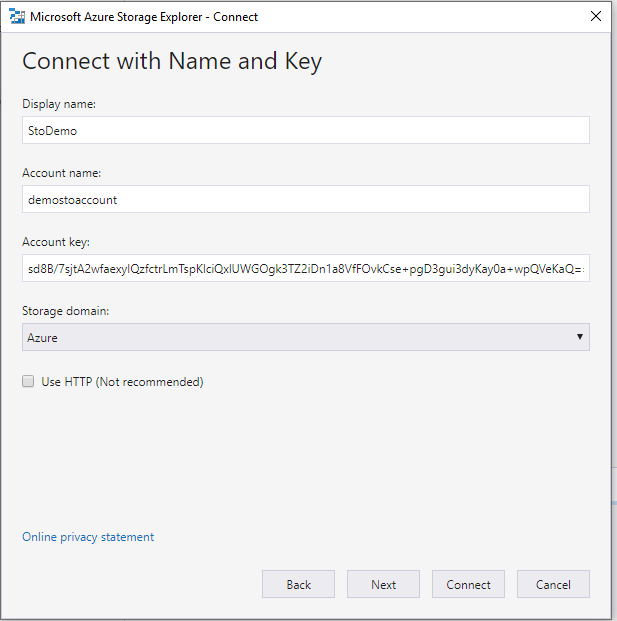 Microsoft Azure Storage Explorer - Connect
Connect with Name and Key
Display name:
StoDemo
Account name:
demostoaccount
Account key:
sd8B/7sjtA2wfaexylQzfctrLmTspKlciQxlUWGOgk3TZ2iDn1a8VfFOvkCse+pgD3gui3dyKay0a+wpQVeKaQ==
Storage domain:
Azure
Use HTTP (Not recommended)
Online privacy statement
Back Next Connect Cancel